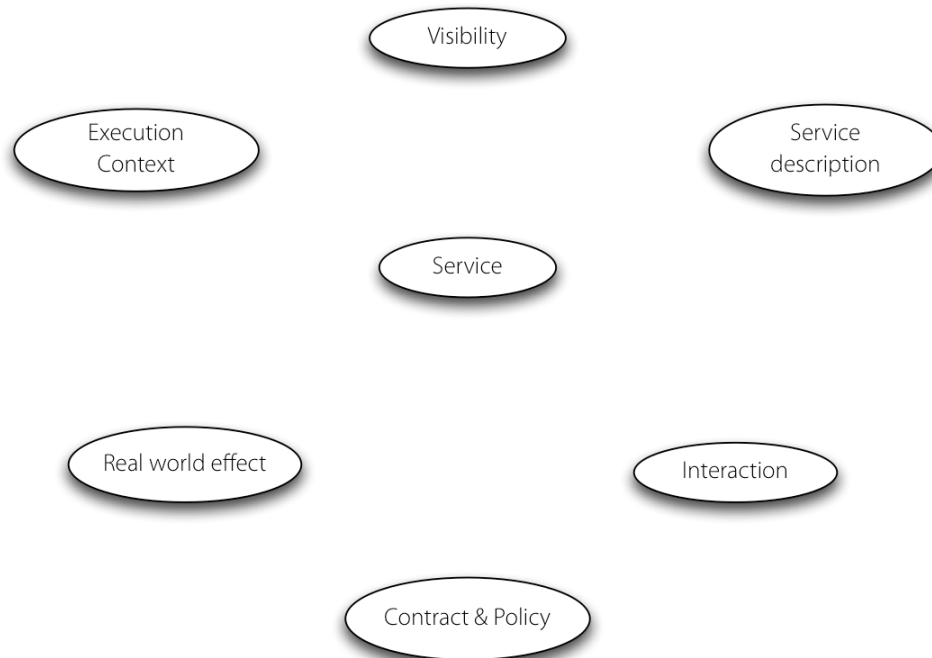 Visibility
Execution
Context
Service
description
Service
Real world effect
Interaction
Contract & Policy